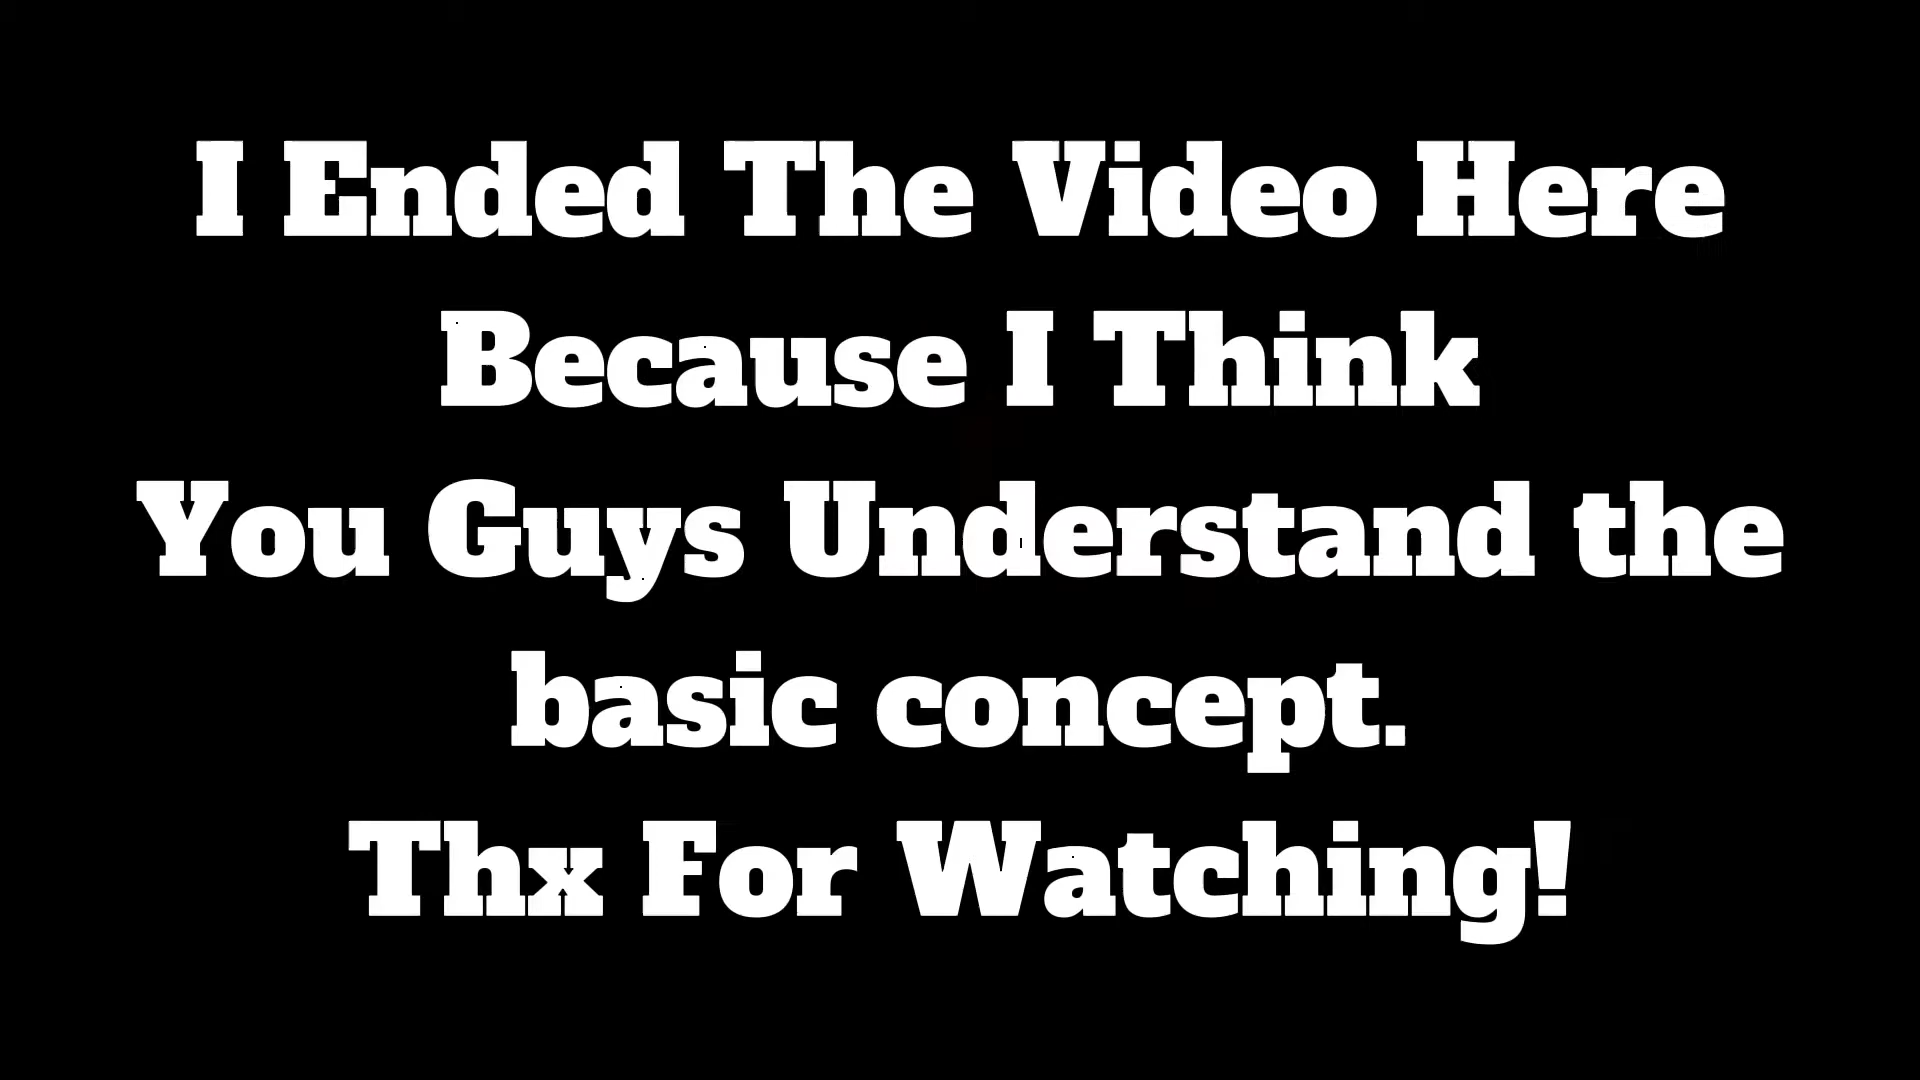 I Ended The Video Here
Because I Think
You Guys Understand the
basic concept.
Thx For Watching!